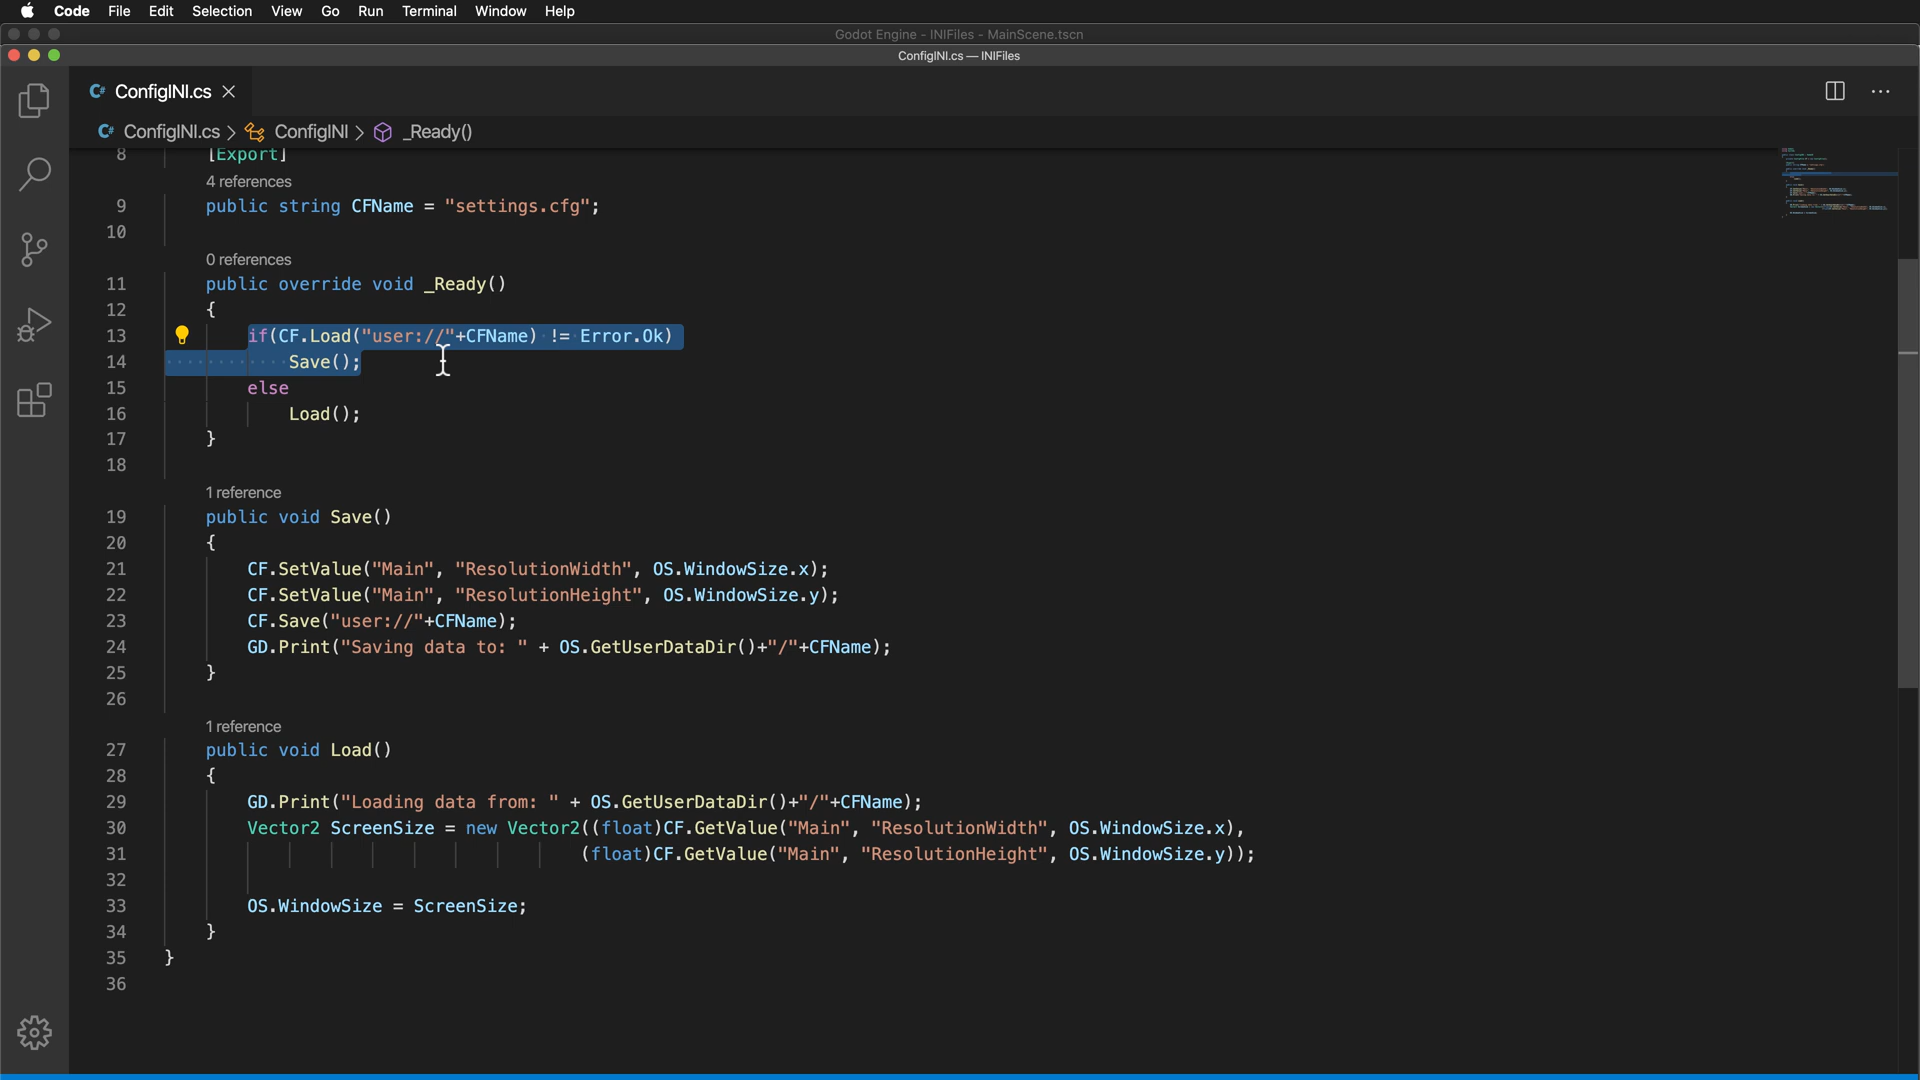 Code File Edit Selection View Go Run Terminal Window Help
Godot Engine - INIFiles - MainScene.tscn
ConfigINI.cs — INIFiles
C# ConfigINI.cs
C# ConfigINI.cs > ConfigINI > _Ready()
8 [Export]
4 references
9 public string CFName = "settings.cfg";
10
0 references
11 public override void _Ready()
12 {
13 if(CF.Load("user://"+CFName) != Error.Ok)
14 Save();
15 else
16 Load();
17 }
18
1 reference
19 public void Save()
20 {
21 CF.SetValue("Main", "ResolutionWidth", OS.WindowSize.x);
22 CF.SetValue("Main", "ResolutionHeight", OS.WindowSize.y);
23 CF.Save("user://"+CFName);
24 GD.Print("Saving data to: " + OS.GetUserDataDir()+"/"+CFName);
25 }
26
1 reference
27 public void Load()
28 {
29 GD.Print("Loading data from: " + OS.GetUserDataDir()+"/"+CFName);
30 Vector2 ScreenSize = new Vector2((float)CF.GetValue("Main", "ResolutionWidth", OS.WindowSize.x),
31 (float)CF.GetValue("Main", "ResolutionHeight", OS.WindowSize.y));
32
33 OS.WindowSize = ScreenSize;
34 }
35 }
36